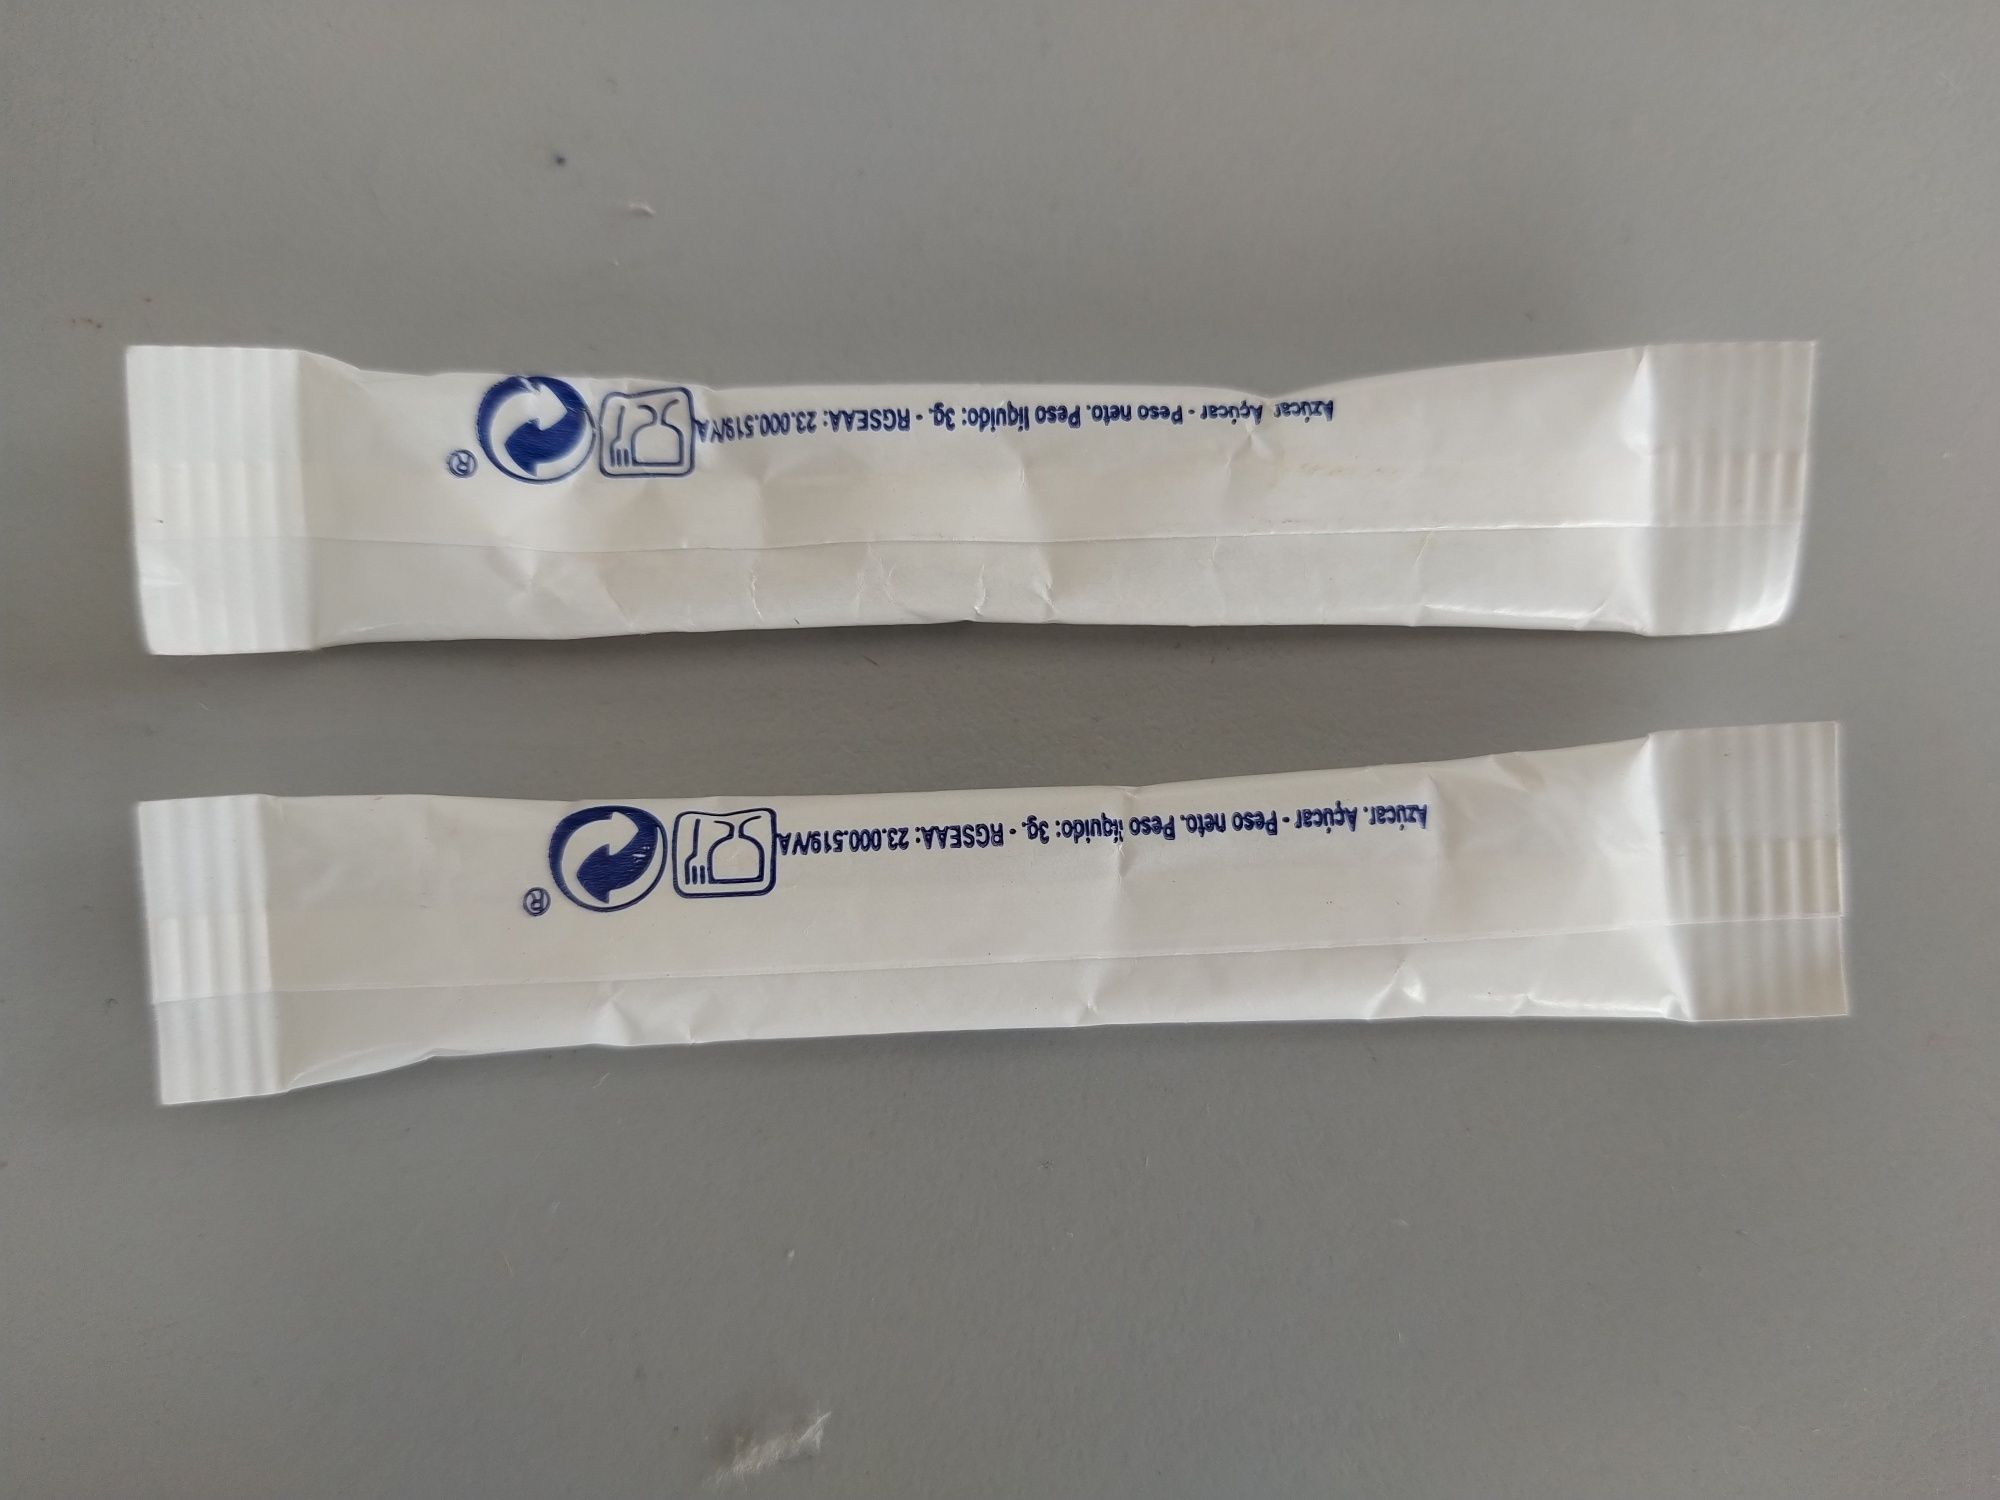 Azúcar. Açúcar - Peso neto. Peso líquido: 3g. - RGSEAA: 23.000.519/VA
®
Azúcar. Açúcar - Peso neto. Peso líquido: 3g. - RGSEAA: 23.000.519/VA
®